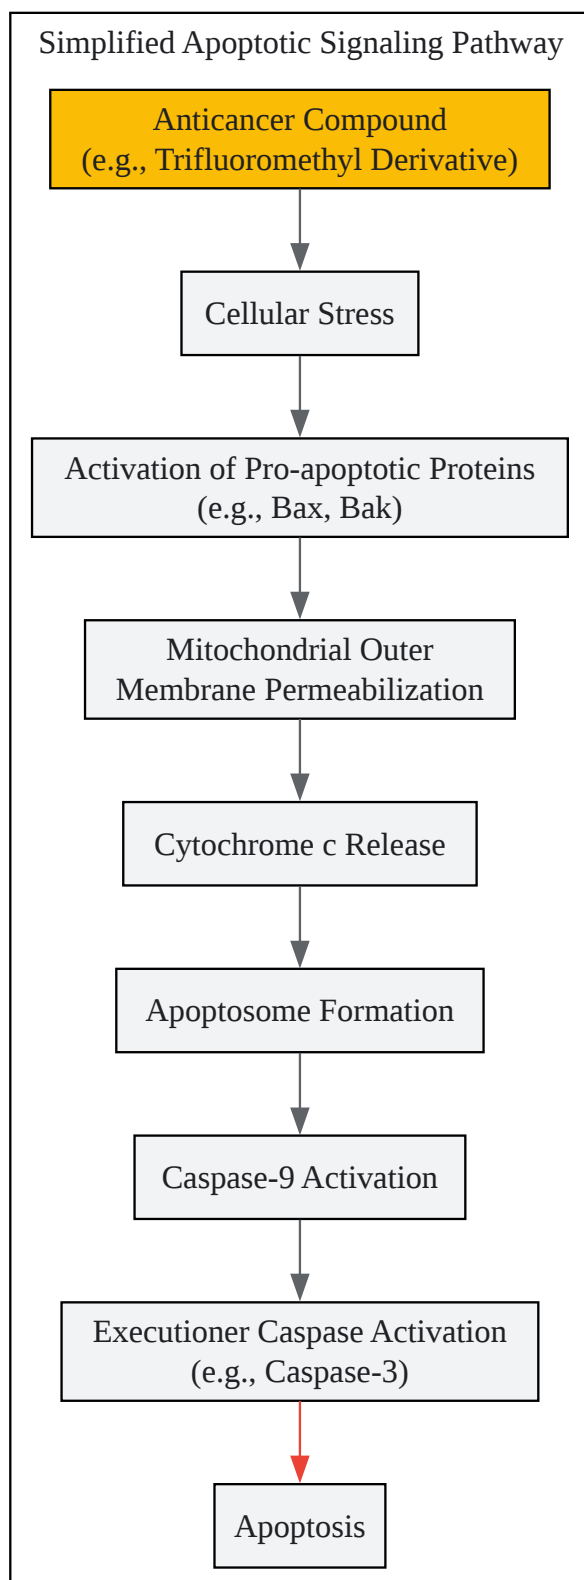 Simplified Apoptotic Signaling Pathway
Anticancer Compound
(e.g., Trifluoromethyl Derivative)
Cellular Stress
Activation of Pro-apoptotic Proteins
(e.g., Bax, Bak)
Mitochondrial Outer
Membrane Permeabilization
Cytochrome c Release
Apoptosome Formation
Caspase-9 Activation
Executioner Caspase Activation
(e.g., Caspase-3)
Apoptosis